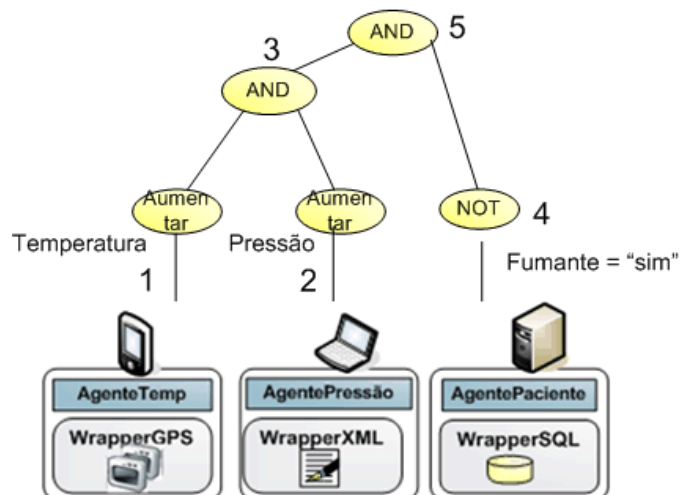 AND
5
3
AND
Aumen
tar
Aumen
tar
NOT
4
Temperatura
Pressão
Fumante = “sim”
1
2
AgenteTemp
AgentePressão
AgentePaciente
WrapperGPS
WrapperXML
WrapperSQL